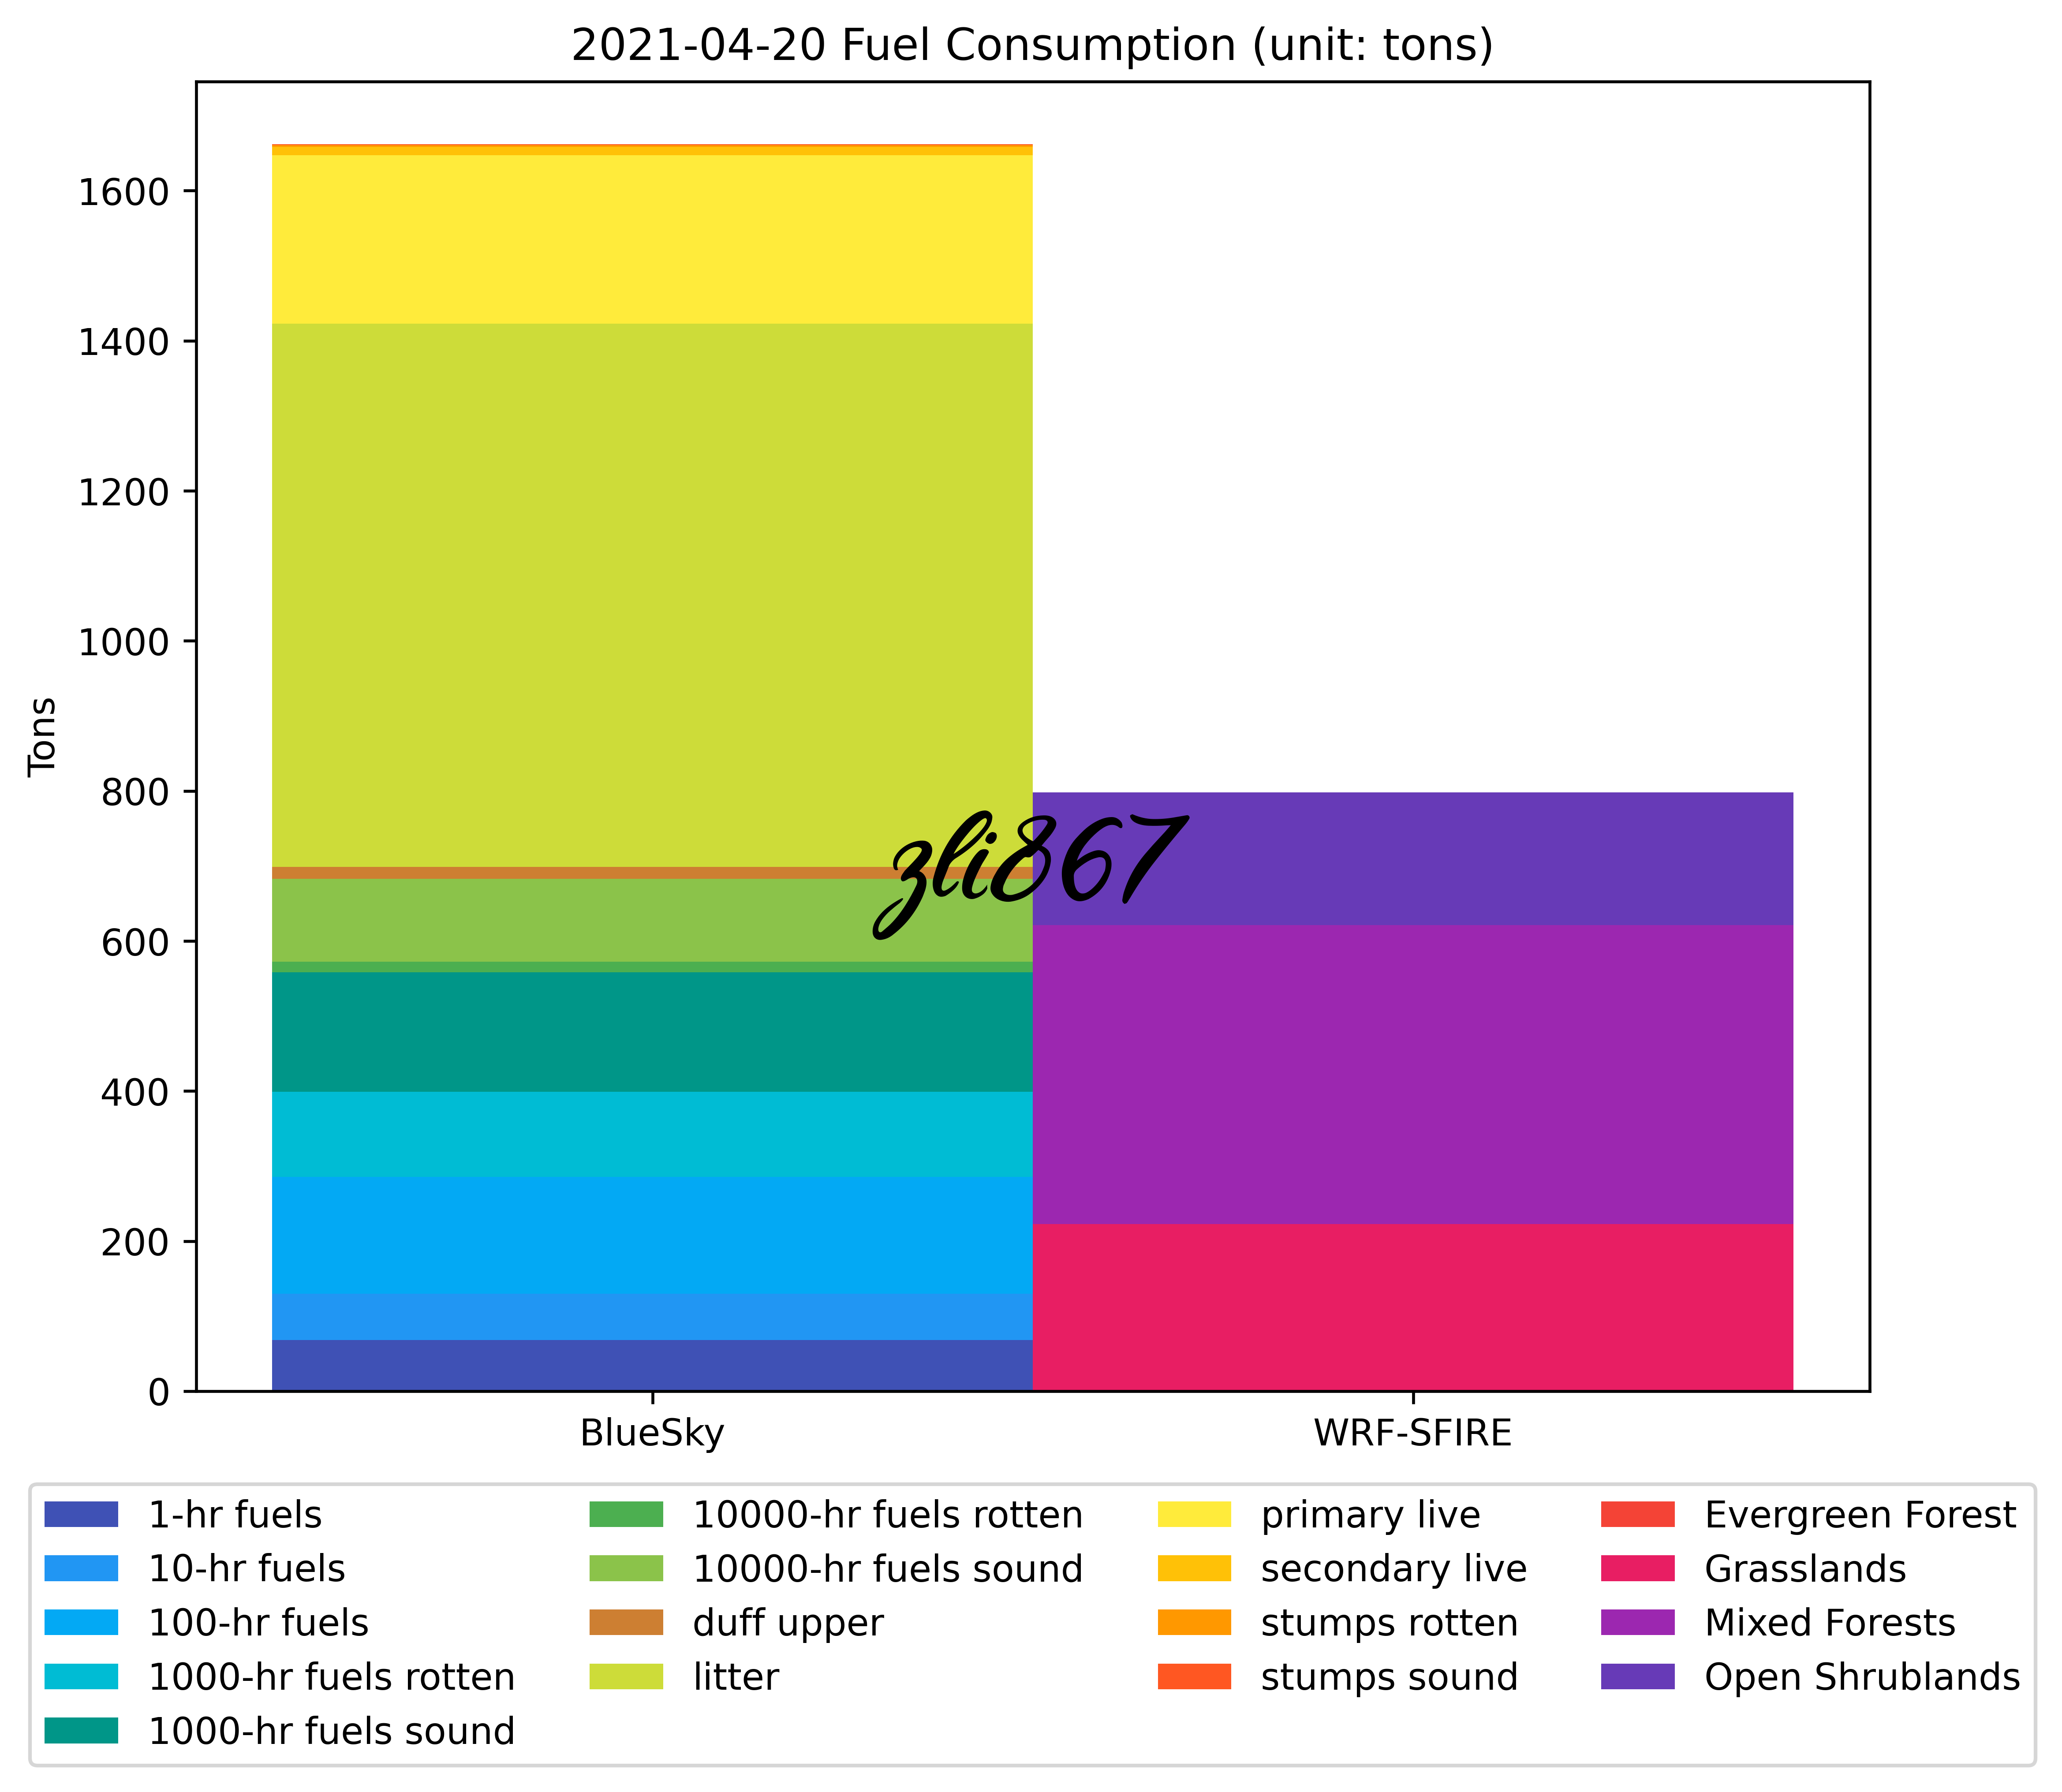 2021-04-20 Fuel Consumption (unit: tons)
Tons
1600
1400
1200
1000
800
600
400
200
0
zli867
BlueSky
WRF-SFIRE
1-hr fuels
10-hr fuels
100-hr fuels
1000-hr fuels rotten
1000-hr fuels sound
10000-hr fuels rotten
10000-hr fuels sound
duff upper
litter
primary live
secondary live
stumps rotten
stumps sound
Evergreen Forest
Grasslands
Mixed Forests
Open Shrublands